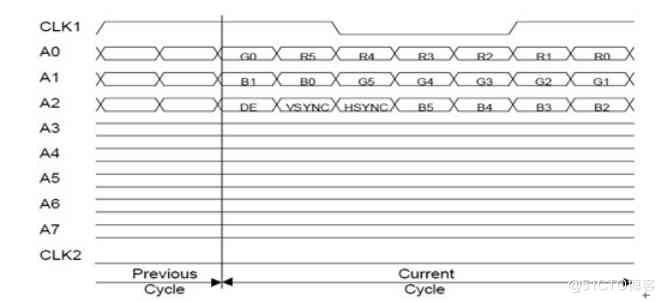 CLK1
A0 G0 R5 R4 R3 R2 R1 R0
A1 B1 B0 G5 G4 G3 G2 G1
A2 DE VSYNC HSYNC B5 B4 B3 B2
A3
A4
A5
A6
A7
CLK2
Previous Cycle
Current Cycle
@51CTO博客